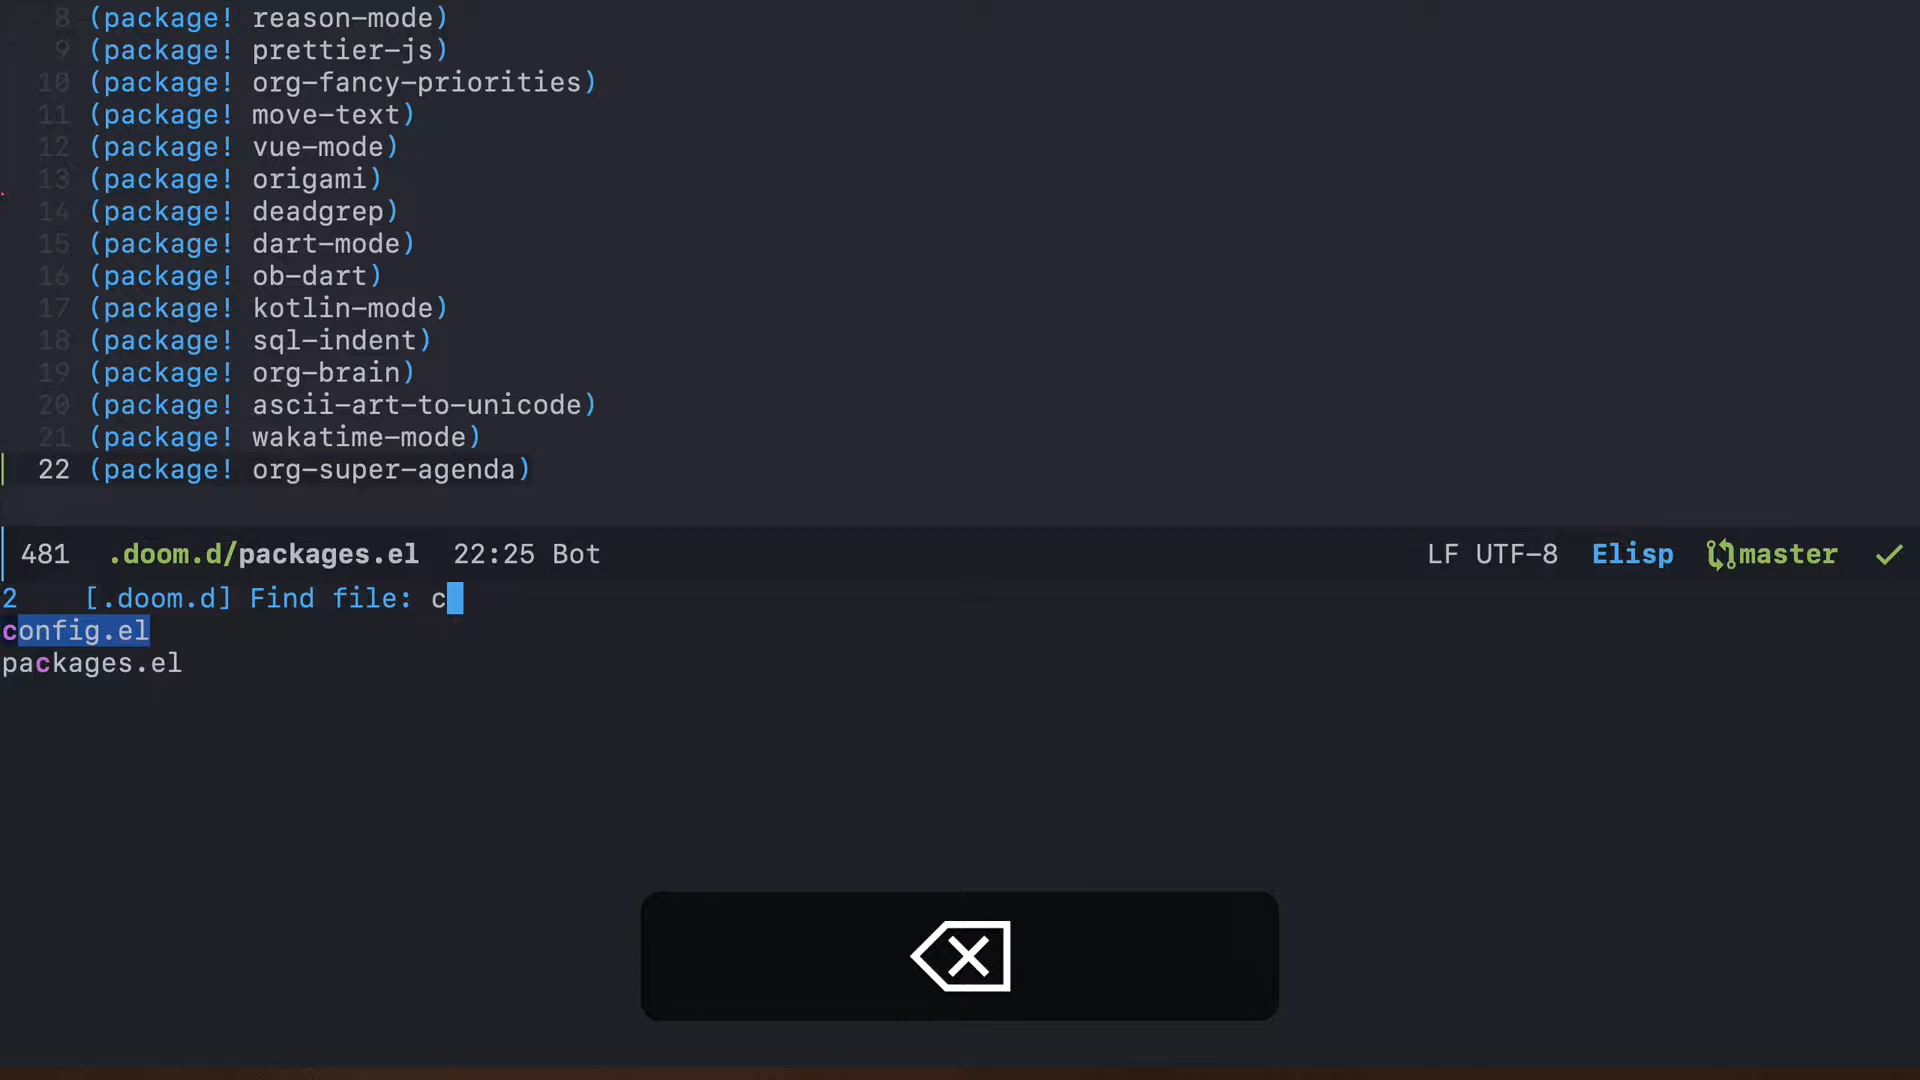 8 (package! reason-mode)
9 (package! prettier-js)
10 (package! org-fancy-priorities)
11 (package! move-text)
12 (package! vue-mode)
13 (package! origami)
14 (package! deadgrep)
15 (package! dart-mode)
16 (package! ob-dart)
17 (package! kotlin-mode)
18 (package! sql-indent)
19 (package! org-brain)
20 (package! ascii-art-to-unicode)
21 (package! wakatime-mode)
22 (package! org-super-agenda)
481 .doom.d/packages.el 22:25 Bot LF UTF-8 Elisp master
2 [.doom.d] Find file: c
config.el
packages.el